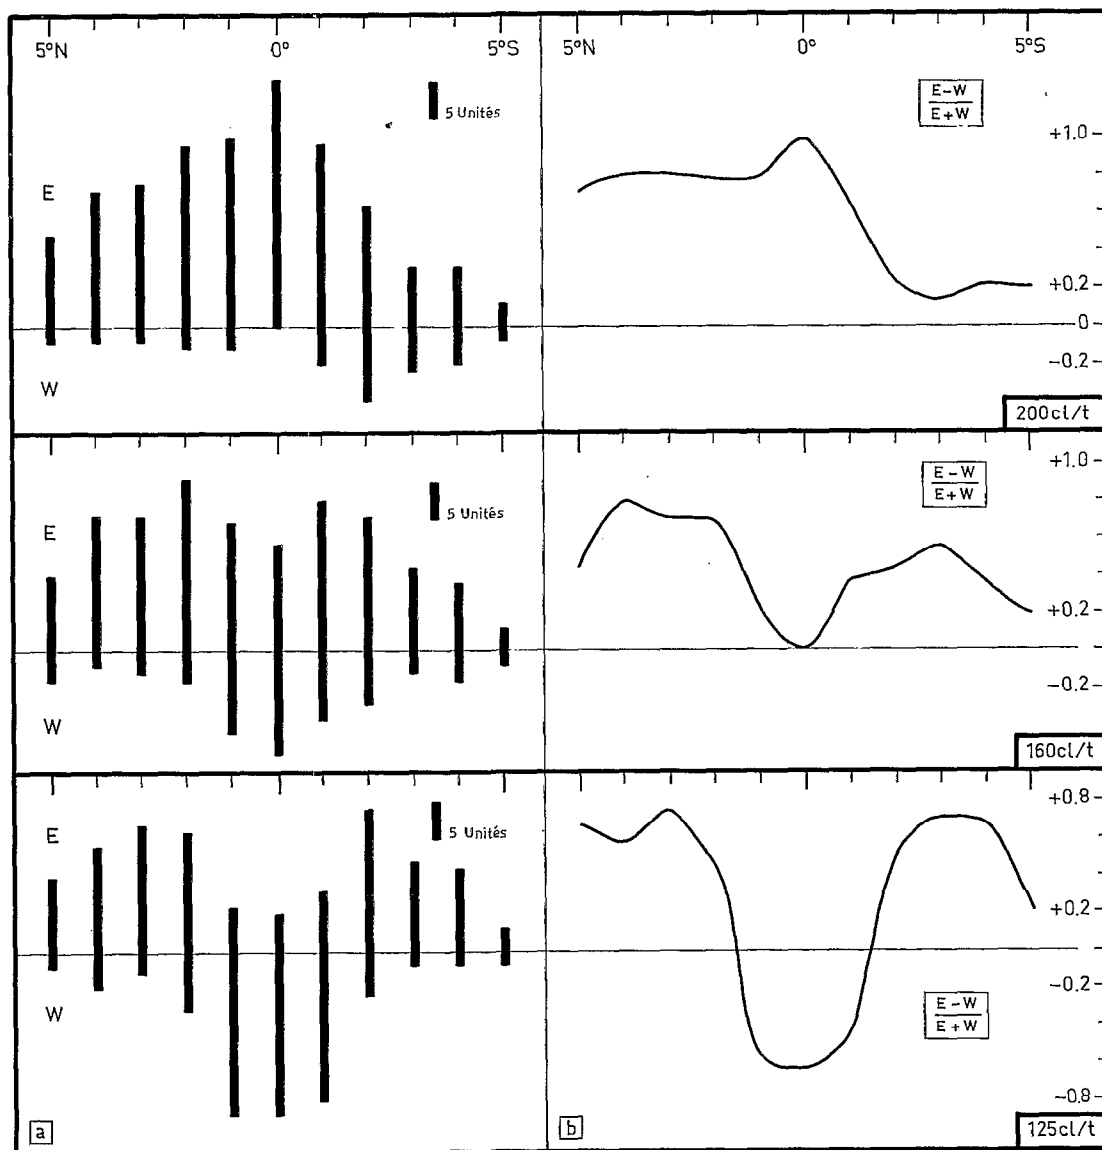 5°N 0° 5°S
5 Unités
E
W
5°N 0° 5°S
E-W
E+W
+1.0
+0.2
0
-0.2
200cl/t
5 Unités
E
W
E-W
E+W
+1.0
+0.2
-0.2
160cl/t
5 Unités
E
W
a
+0.8
+0.2
-0.2
E-W
E+W
-0.8
b
125cl/t